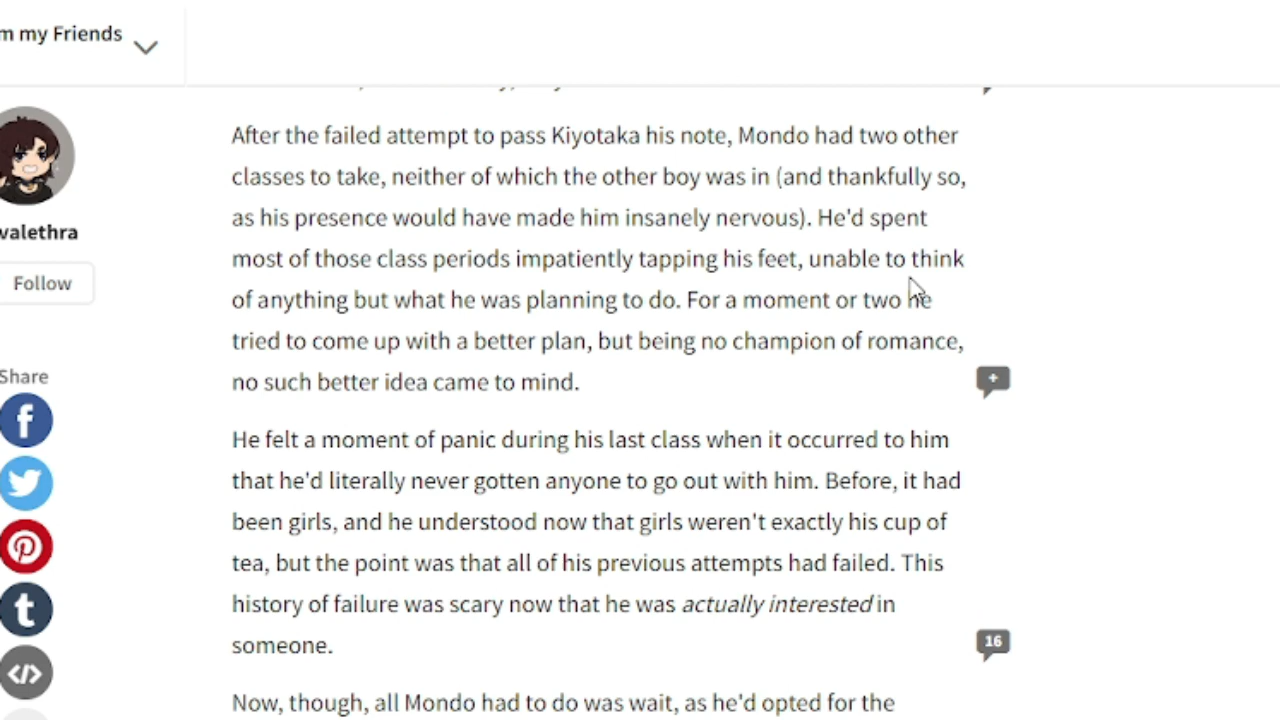 m my Friends
After the failed attempt to pass Kiyotaka his note, Mondo had two other
classes to take, neither of which the other boy was in (and thankfully so,
as his presence would have made him insanely nervous). He'd spent
most of those class periods impatiently tapping his feet, unable to think
of anything but what he was planning to do. For a moment or two he
tried to come up with a better plan, but being no champion of romance,
no such better idea came to mind.
+
He felt a moment of panic during his last class when it occurred to him
that he'd literally never gotten anyone to go out with him. Before, it had
been girls, and he understood now that girls weren't exactly his cup of
tea, but the point was that all of his previous attempts had failed. This
history of failure was scary now that he was actually interested in
someone.
16
Now, though, all Mondo had to do was wait, as he'd opted for the
valethra
Follow
Share
f
t
</>